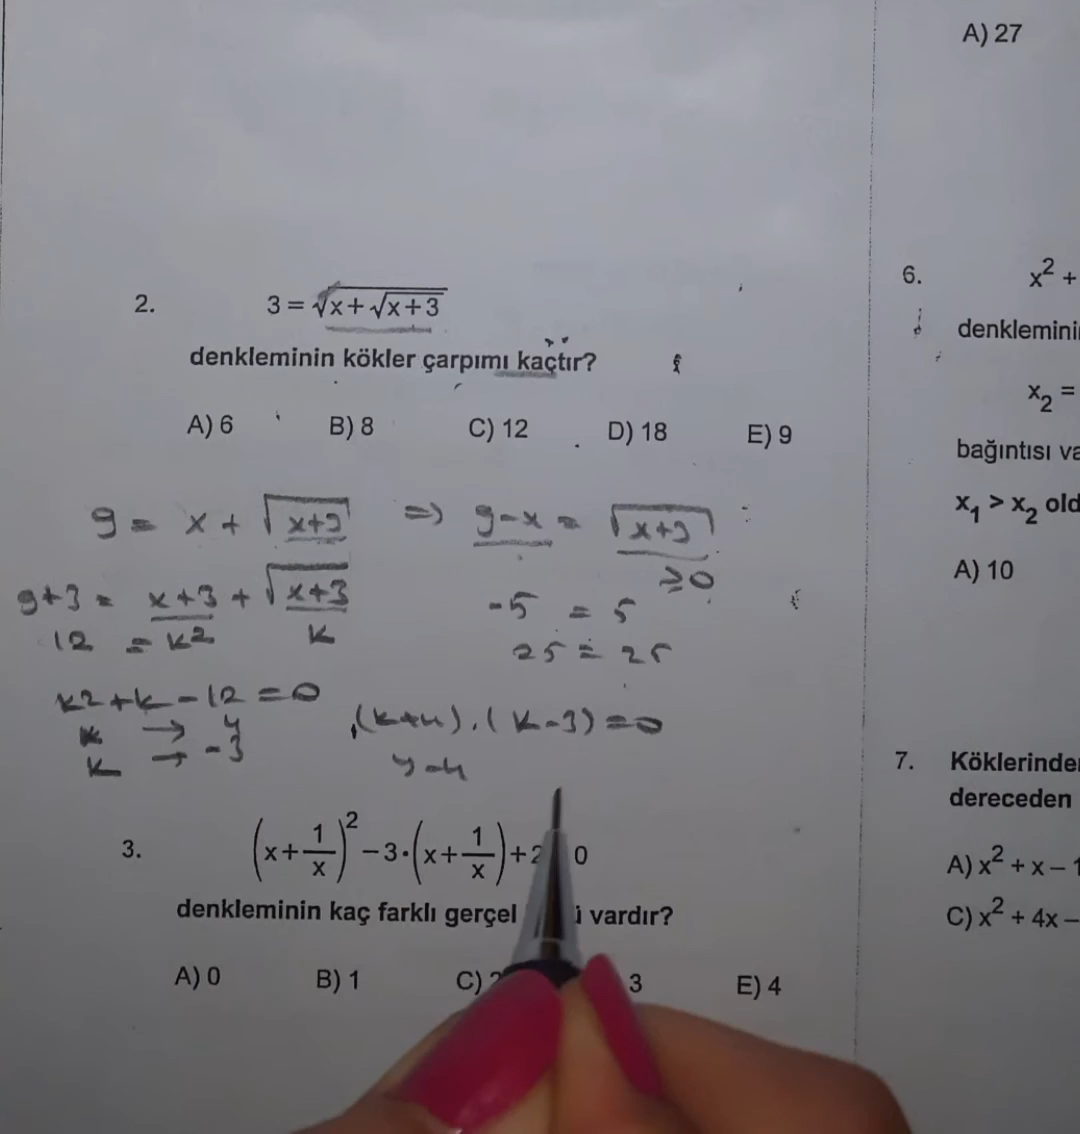 A) 27
2. 3 = √(x + √(x+3))
denkleminin kökler çarpımı kaçtır?
A) 6 B) 8 C) 12 D) 18 E) 9
9 = x + √(x+3) ⇒ 9-x = √(x+3)
≥0
9+3 = x+3 + √(x+3)
-5 = 5
12 = k2 k
25 = 25
k2+k-12=0
(k+4).(k-3)=0
k → 4
k → -3
3. (x+1/x)² – 3·(x+1/x) + 2 0
denkleminin kaç farklı gerçel vardır?
A) 0 B) 1 C) 3 E) 4
6. x² +
denklemini
x₂ =
bağıntısı va
x₁ > x₂ old
A) 10
7. Köklerinde
dereceden
A) x² + x –
C) x² + 4x –